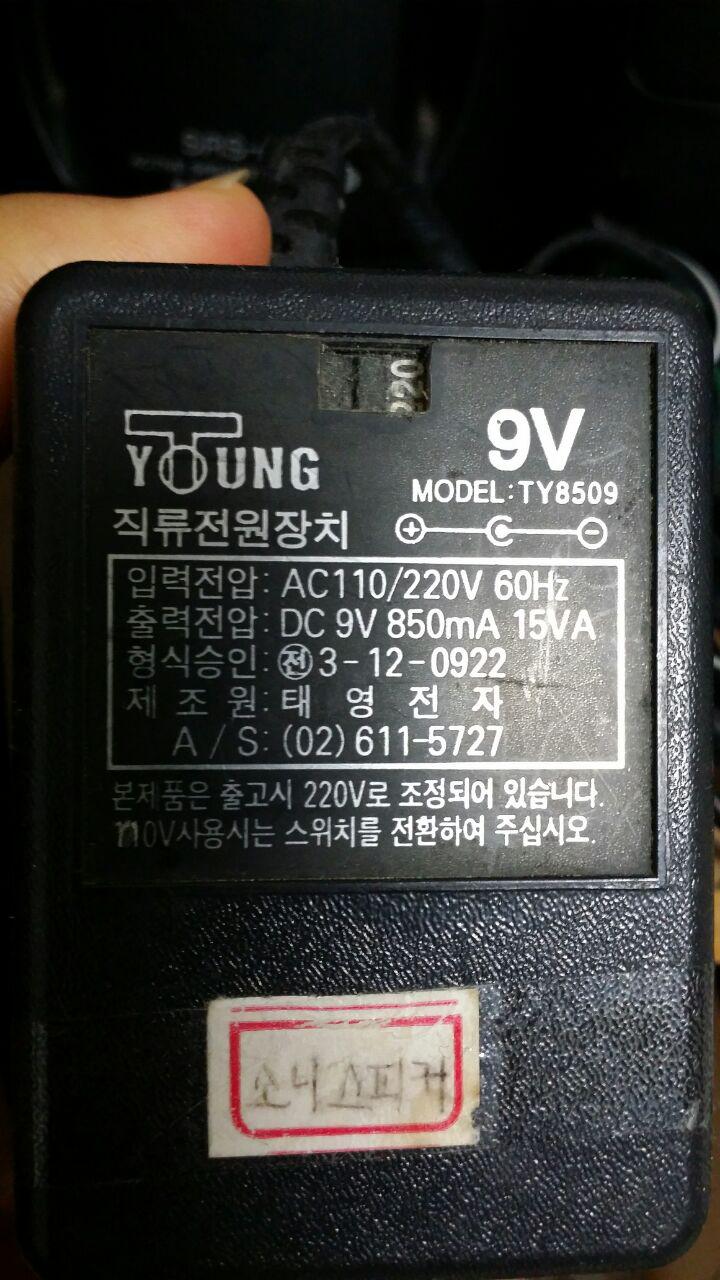 220
T YOUNG
9V
MODEL:TY8509
직류전원장치
입력전압: AC110/220V 60Hz
출력전압: DC 9V 850mA 15VA
형식승인: 전 3-12-0922
제 조 원: 태 영 전 자
A / S: (02) 611-5727
본제품은 출고시 220V로 조정되어 있습니다.
110V사용시는 스위치를 전환하여 주십시오.
소니스피커